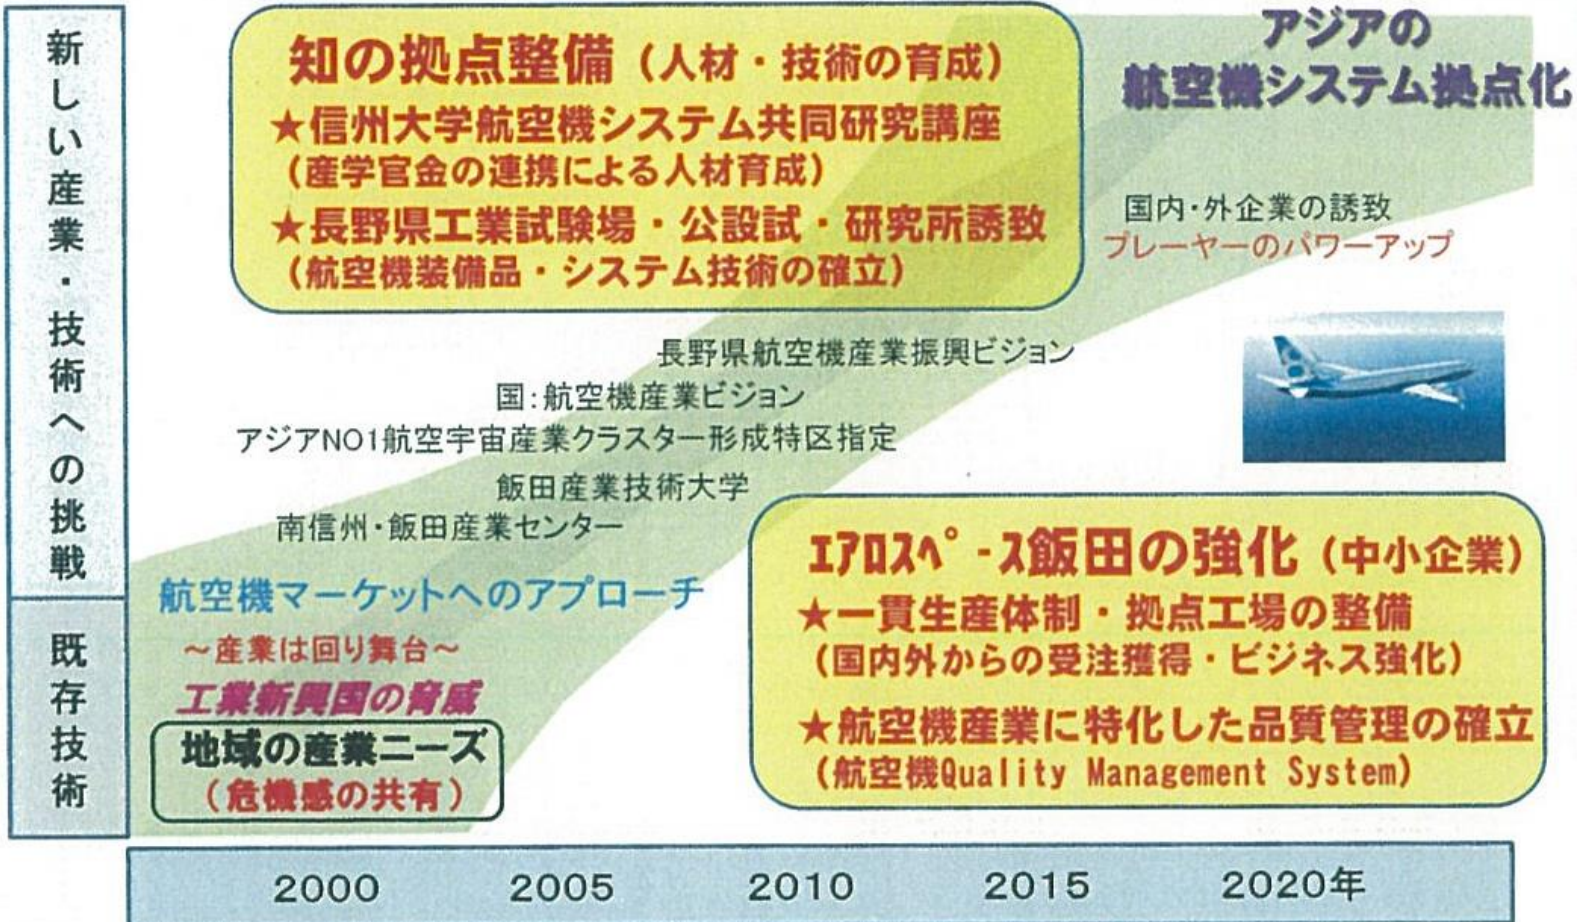 新しい産業・技術への挑戦
既存技術
知の拠点整備（人材・技術の育成）
★信州大学航空機システム共同研究講座
（産学官金の連携による人材育成）
★長野県工業試験場・公設試・研究所誘致
（航空機装備品・システム技術の確立）
アジアの
航空機システム拠点化
国内・外企業の誘致
プレーヤーのパワーアップ
長野県航空機産業振興ビジョン
国：航空機産業ビジョン
アジアNO1航空宇宙産業クラスター形成特区指定
飯田産業技術大学
南信州・飯田産業センター
航空機マーケットへのアプローチ
～産業は回り舞台～
工業新興国の脅威
地域の産業ニーズ
（危機感の共有）
ｴｱﾛｽﾍﾟｰｽ飯田の強化（中小企業）
★一貫生産体制・拠点工場の整備
（国内外からの受注獲得・ビジネス強化）
★航空機産業に特化した品質管理の確立
（航空機Quality Management System）
2000 2005 2010 2015 2020年